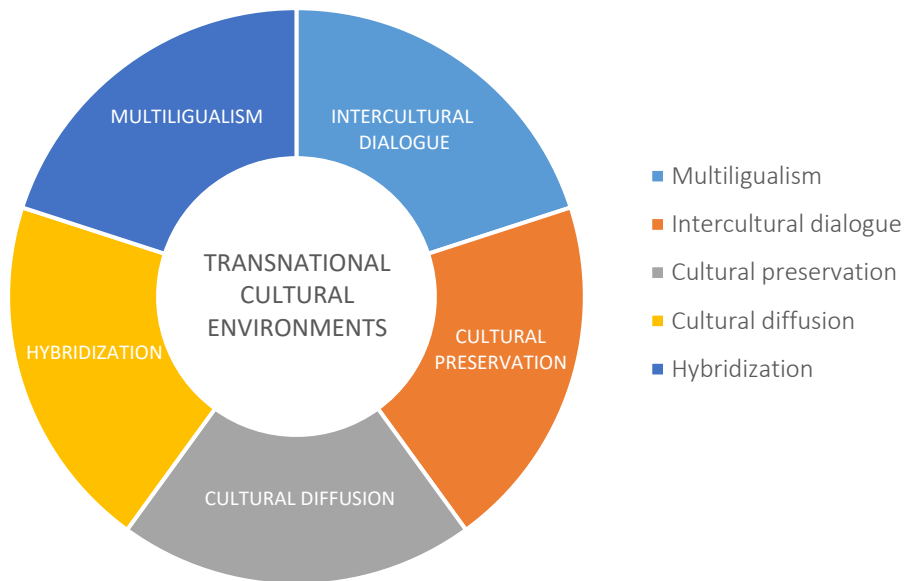 MULTILIGUALISM
INTERCULTURAL
DIALOGUE
TRANSNATIONAL
CULTURAL
ENVIRONMENTS
HYBRIDIZATION
CULTURAL
PRESERVATION
CULTURAL DIFFUSION
Multiligualism
Intercultural dialogue
Cultural preservation
Cultural diffusion
Hybridization